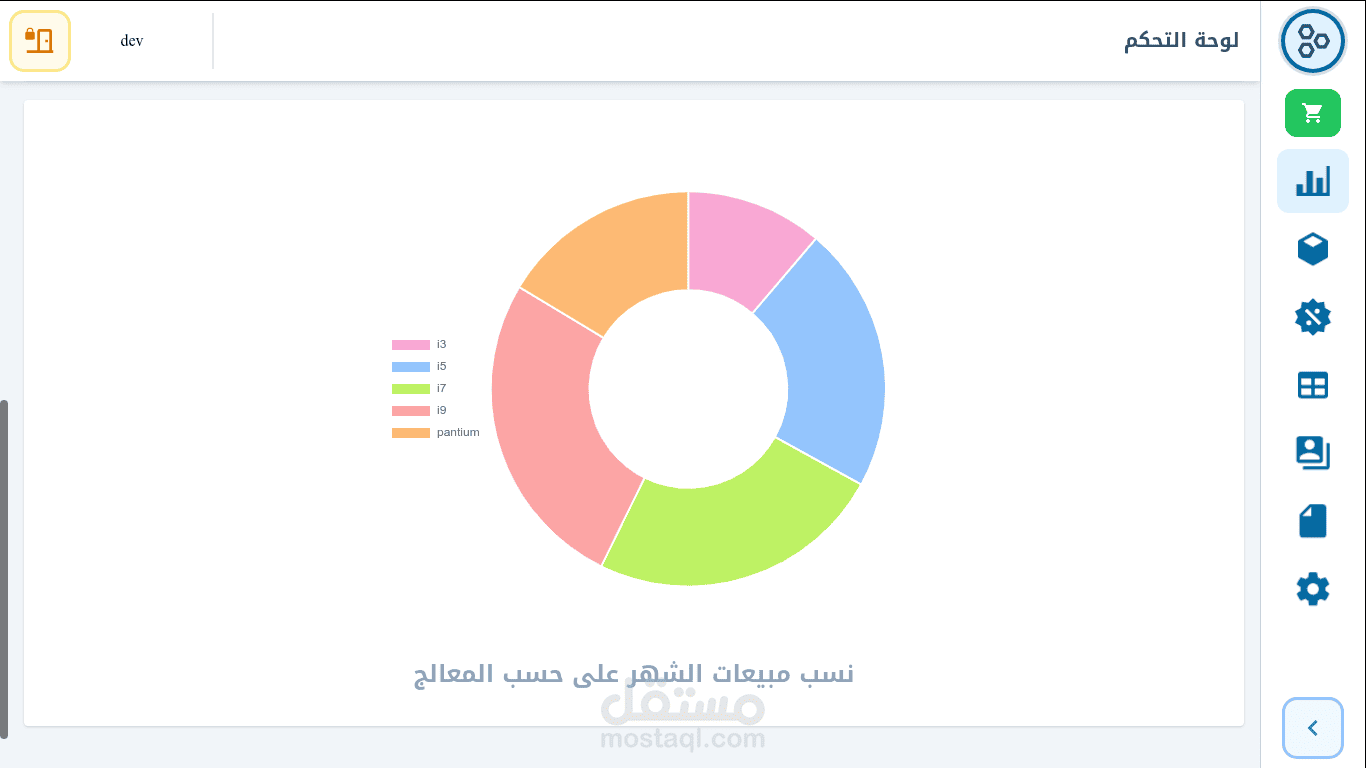 لوحة التحكم
dev
i3
i5
i7
i9
pantium
نسب مبيعات الشهر على حسب المعالج
مستقل
mostaql.com